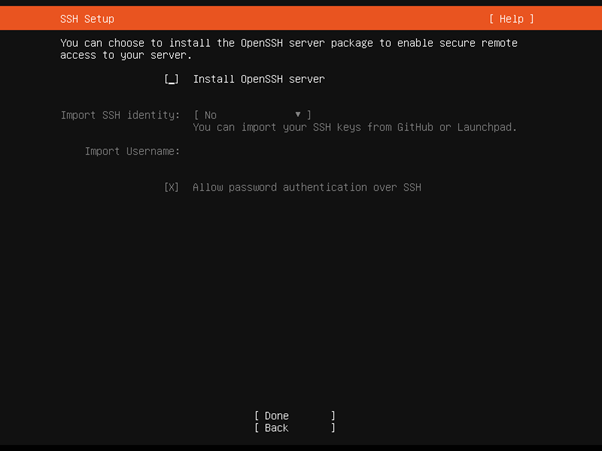 SSH Setup [ Help ]
You can choose to install the OpenSSH server package to enable secure remote
access to your server.
[_] Install OpenSSH server
Import SSH identity: [ No ▼ ]
You can import your SSH keys from GitHub or Launchpad.
Import Username:
[X] Allow password authentication over SSH
[ Done ]
[ Back ]